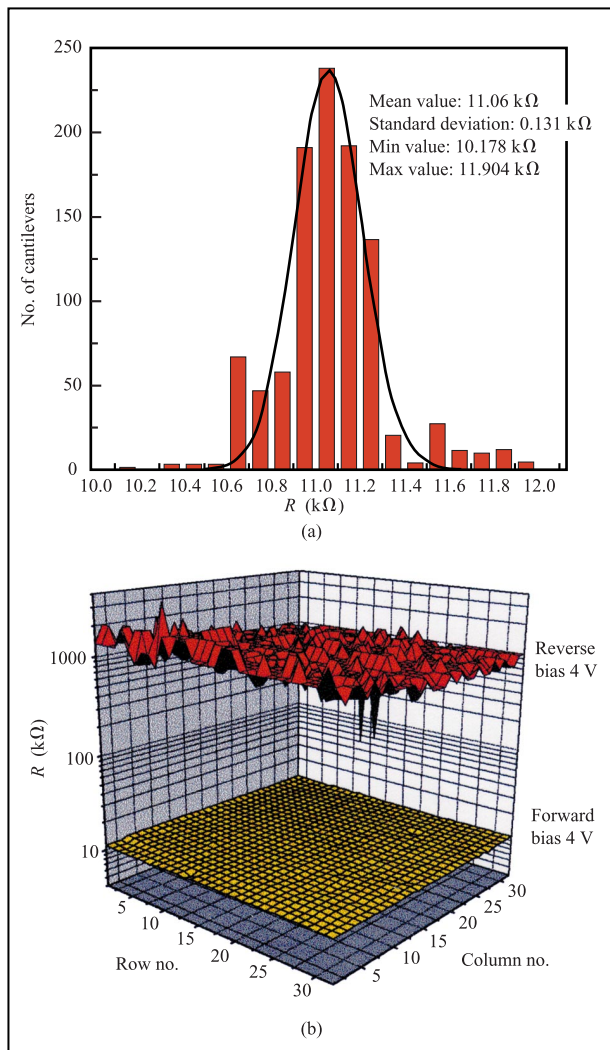 250
200
150
100
50
0
No. of cantilevers
Mean value: 11.06 kΩ
Standard deviation: 0.131 kΩ
Min value: 10.178 kΩ
Max value: 11.904 kΩ
10.0 10.2 10.6 10.8 11.0 11.2 11.4 11.6 11.8 12.0
R (kΩ)
(a)
1000
100
10
R (kΩ)
Reverse
bias 4 V
Forward
bias 4 V
5 10 15 20 25 30
Row no.
5 10 15 20 25 30
Column no.
(b)